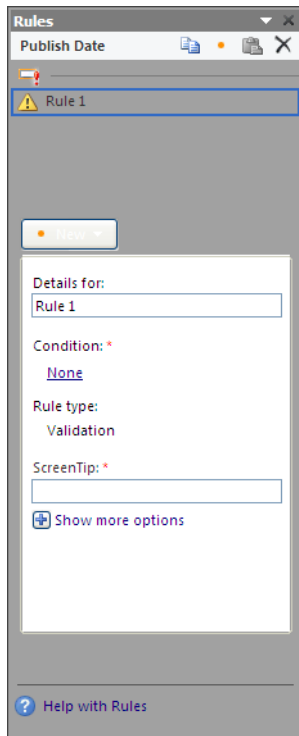 Rules
Publish Date
Rule 1
New
Details for:
Rule 1
Condition: *
None
Rule type:
Validation
ScreenTip: *
Show more options
Help with Rules